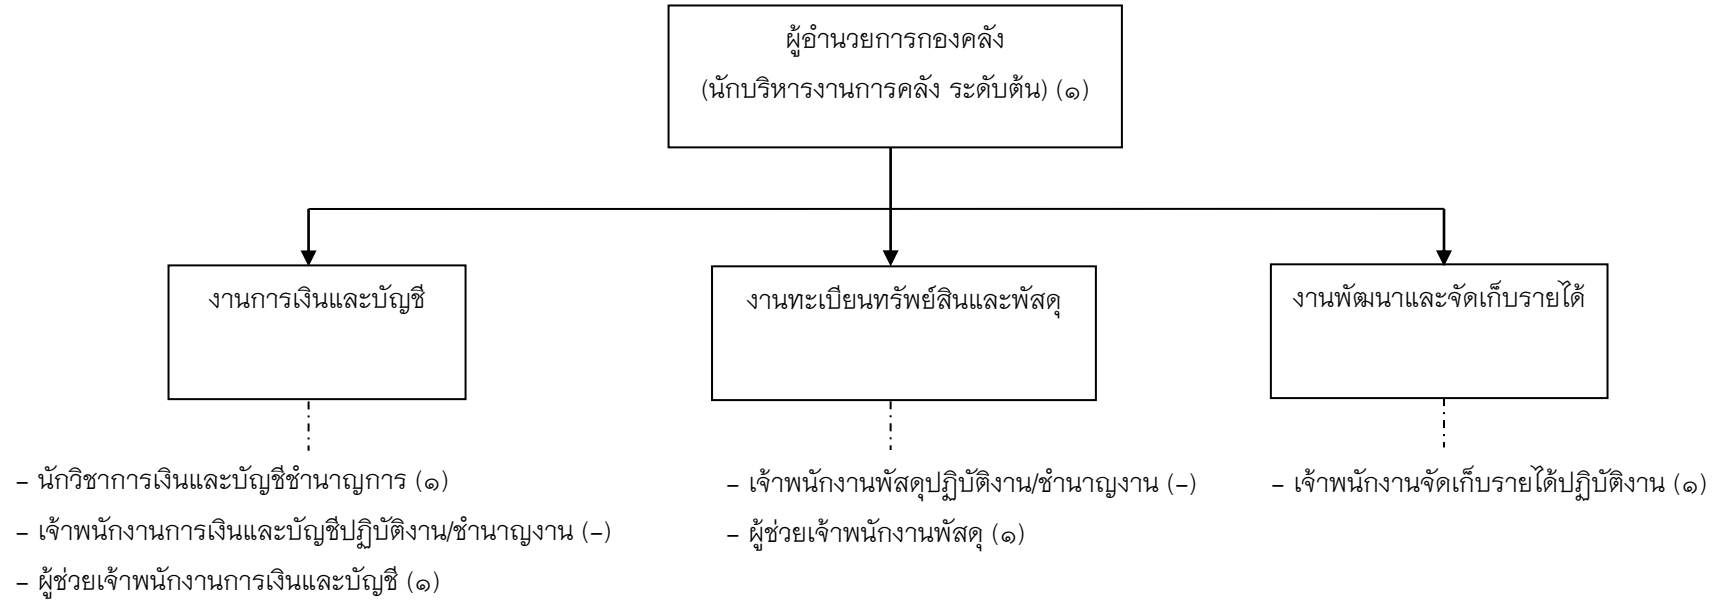 ผู้อำนวยการกองคลัง
(นักบริหารงานการคลัง ระดับต้น) (๑)
งานการเงินและบัญชี
งานทะเบียนทรัพย์สินและพัสดุ
งานพัฒนาและจัดเก็บรายได้
- นักวิชาการเงินและบัญชีชำนาญการ (๑)
- เจ้าพนักงานการเงินและบัญชีปฏิบัติงาน/ชำนาญงาน (-)
- ผู้ช่วยเจ้าพนักงานการเงินและบัญชี (๑)
- เจ้าพนักงานพัสดุปฏิบัติงาน/ชำนาญงาน (-)
- ผู้ช่วยเจ้าพนักงานพัสดุ (๑)
- เจ้าพนักงานจัดเก็บรายได้ปฏิบัติงาน (๑)